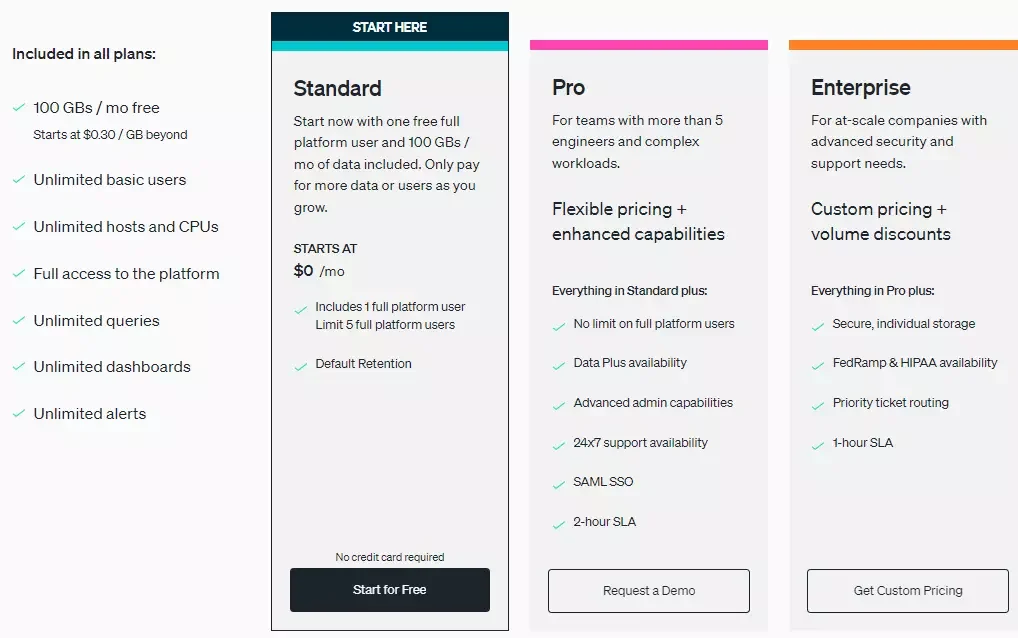 Included in all plans:
100 GBs / mo free
Starts at $0.30 / GB beyond
Unlimited basic users
Unlimited hosts and CPUs
Full access to the platform
Unlimited queries
Unlimited dashboards
Unlimited alerts
START HERE
Standard
Start now with one free full
platform user and 100 GBs /
mo of data included. Only pay
for more data or users as you
grow.
STARTS AT
$0 /mo
Includes 1 full platform user
Limit 5 full platform users
Default Retention
No credit card required
Start for Free
Pro
For teams with more than 5
engineers and complex
workloads.
Flexible pricing +
enhanced capabilities
Everything in Standard plus:
No limit on full platform users
Data Plus availability
Advanced admin capabilities
24x7 support availability
SAML SSO
2-hour SLA
Request a Demo
Enterprise
For at-scale companies with
advanced security and
support needs.
Custom pricing +
volume discounts
Everything in Pro plus:
Secure, individual storage
FedRamp & HIPAA availability
Priority ticket routing
1-hour SLA
Get Custom Pricing